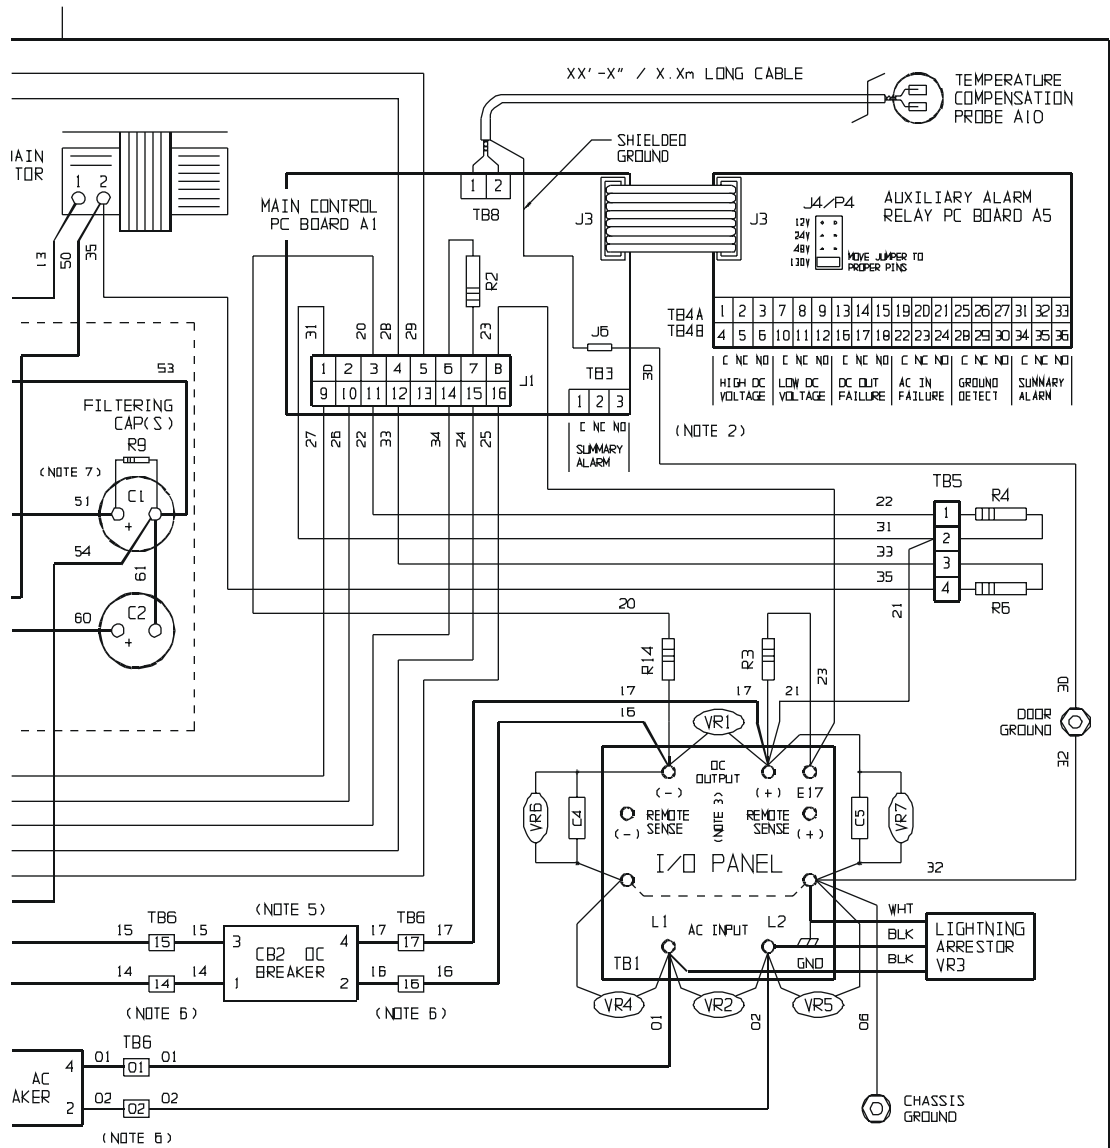 XX'-X" / X.Xm LONG CABLE
TEMPERATURE
COMPENSATION
PROBE A10
SHIELDED
GROUND
AIN
TOR
1 2
1 2
TB8
MAIN CONTROL
PC BOARD A1
J3
J3
J4/P4
12V
24V
48V
130V
MOVE JUMPER TO
PROPER PINS
AUXILIARY ALARM
RELAY PC BOARD A5
13
50
35
R2
31
20
28
29
23
TB4A
TB4B
1 2 3 7 8 9 13 14 15 19 20 21 25 26 27 31 32 33
4 5 6 10 11 12 16 17 18 22 23 24 28 29 30 34 35 36
C NC NO C NC NO C NC NO C NC NO C NC NO C NC NO
HIGH DC
VOLTAGE
LOW DC
VOLTAGE
DC OUT
FAILURE
AC IN
FAILURE
GROUND
DETECT
SUMMARY
ALARM
J6
30
1 2 3 4 5 6 7 8
9 10 11 12 13 14 15 16
J1
TB3
1 2 3
C NC NO
SUMMARY
ALARM
(NOTE 2)
53
FILTERING
CAP(S)
R9
(NOTE 7)
51
C1
+
54
61
60
C2
+
27
26
22
33
34
24
25
TB5
22
1
R4
31
2
33
3
35
4
R6
21
20
R14
R3
23
17
17
21
16
VR1
30
DOOR
GROUND
32
DC
OUTPUT
(-)
(+)
E17
(NOTE 3)
REMOTE
SENSE
(-)
REMOTE
SENSE
(+)
VR6
C4
C5
VR7
I/O PANEL
32
L1
AC INPUT
L2
GND
TB1
WHT
BLK
BLK
LIGHTNING
ARRESTOR
VR3
VR4
VR2
VR5
01
02
06
(NOTE 5)
TB6
TB6
15
15
15
3
4
17
17
17
CB2 DC
BREAKER
14
14
14
1
2
16
16
16
(NOTE 6)
(NOTE 6)
TB6
4
01
01
01
AC
AKER
2
02
02
02
(NOTE 6)
CHASSIS
GROUND